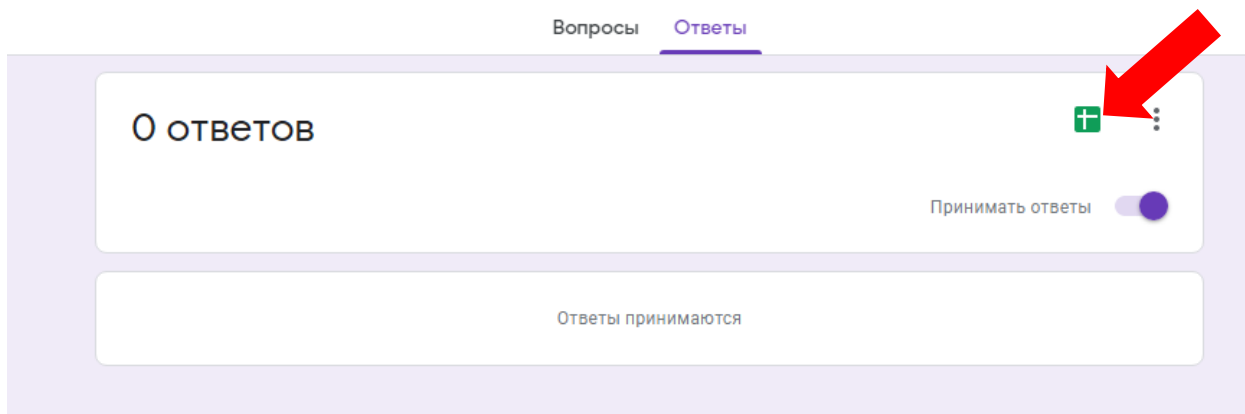 Вопросы Ответы
0 ответов
Принимать ответы
Ответы принимаются